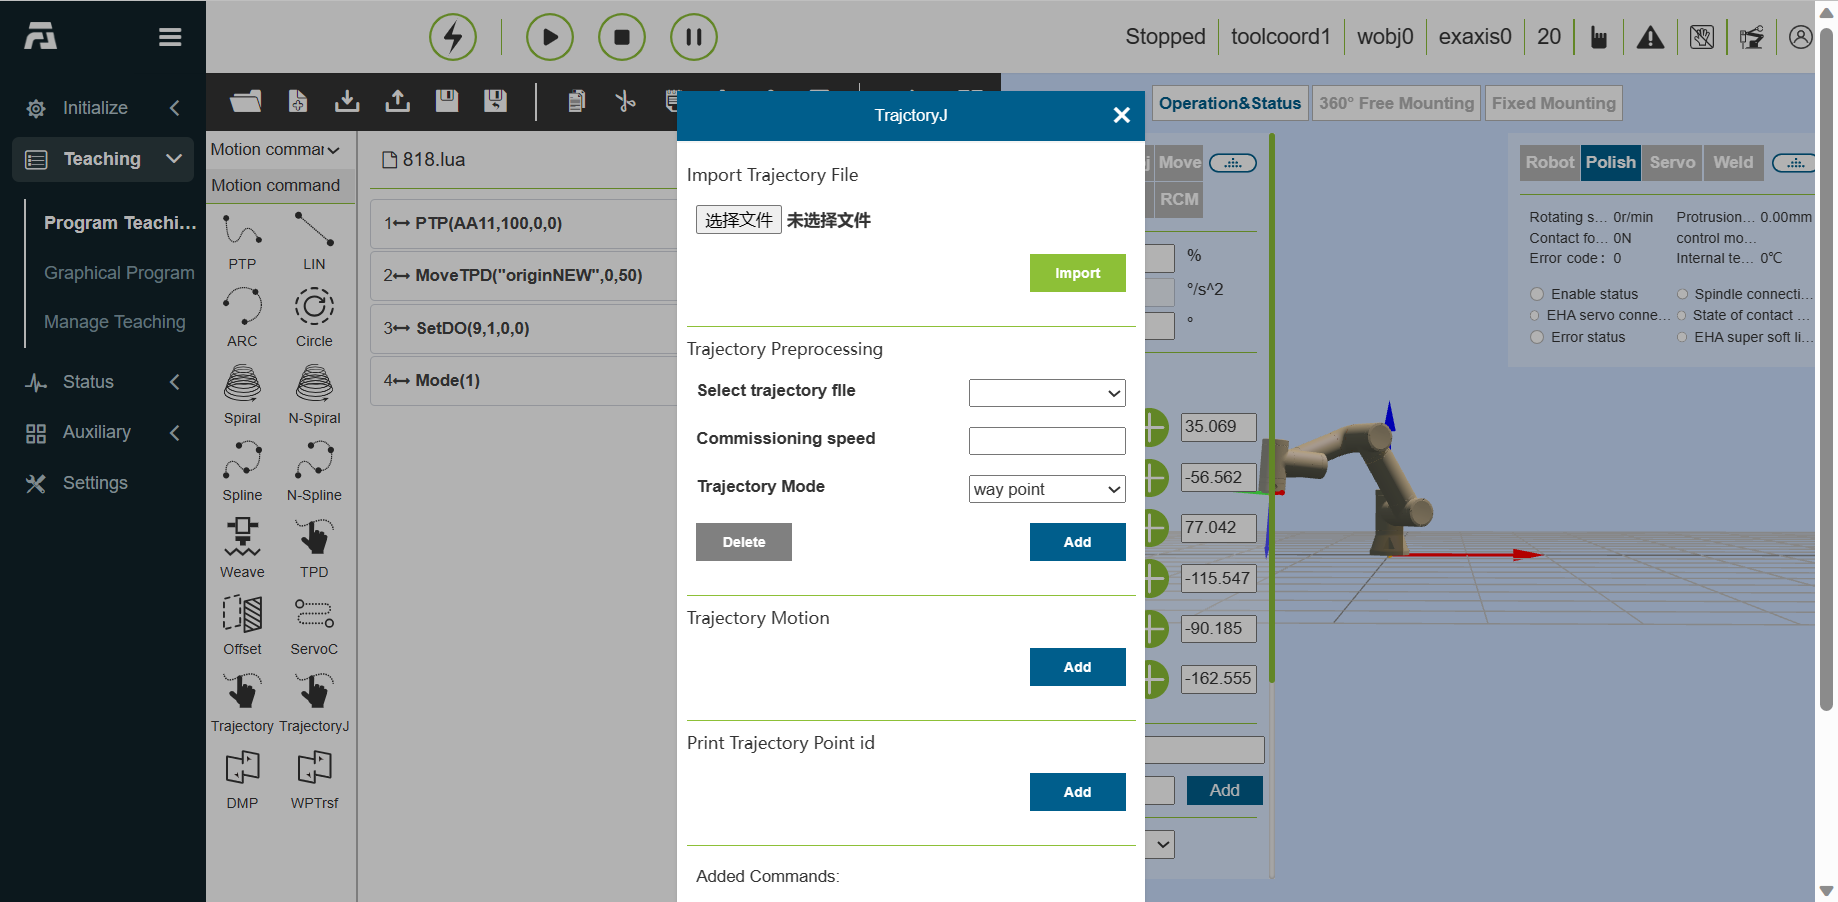 Stopped
toolcoord1
wobj0
exaxis0
20
Initialize
Teaching
Program Teachi...
Graphical Program
Manage Teaching
Status
Auxiliary
Settings
Motion commar
Motion command
PTP
LIN
ARC
Circle
Spiral
N-Spiral
Spline
N-Spline
Weave
TPD
Offset
ServoC
Trajectory
TrajectoryJ
DMP
WPTrsf
818.lua
1 PTP(AA11,100,0,0)
2 MoveTPD("originNEW",0,50)
3 SetDO(9,1,0,0)
4 Mode(1)
TrajctoryJ
Import Trajectory File
选择文件 未选择文件
Import
Trajectory Preprocessing
Select trajectory file
Commissioning speed
Trajectory Mode
way point
Delete
Add
Trajectory Motion
Add
Print Trajectory Point id
Add
Added Commands:
Operation&Status
360° Free Mounting
Fixed Mounting
Move
RCM
%
°/s^2
°
35.069
-56.562
77.042
-115.547
-90.185
-162.555
Add
Robot
Polish
Servo
Weld
Rotating s... 0r/min
Protrusion... 0.00mm
Contact fo... 0N
control mo...
Error code： 0
Internal te... 0℃
Enable status
Spindle connecti...
EHA servo conne...
State of contact ...
Error status
EHA super soft li...